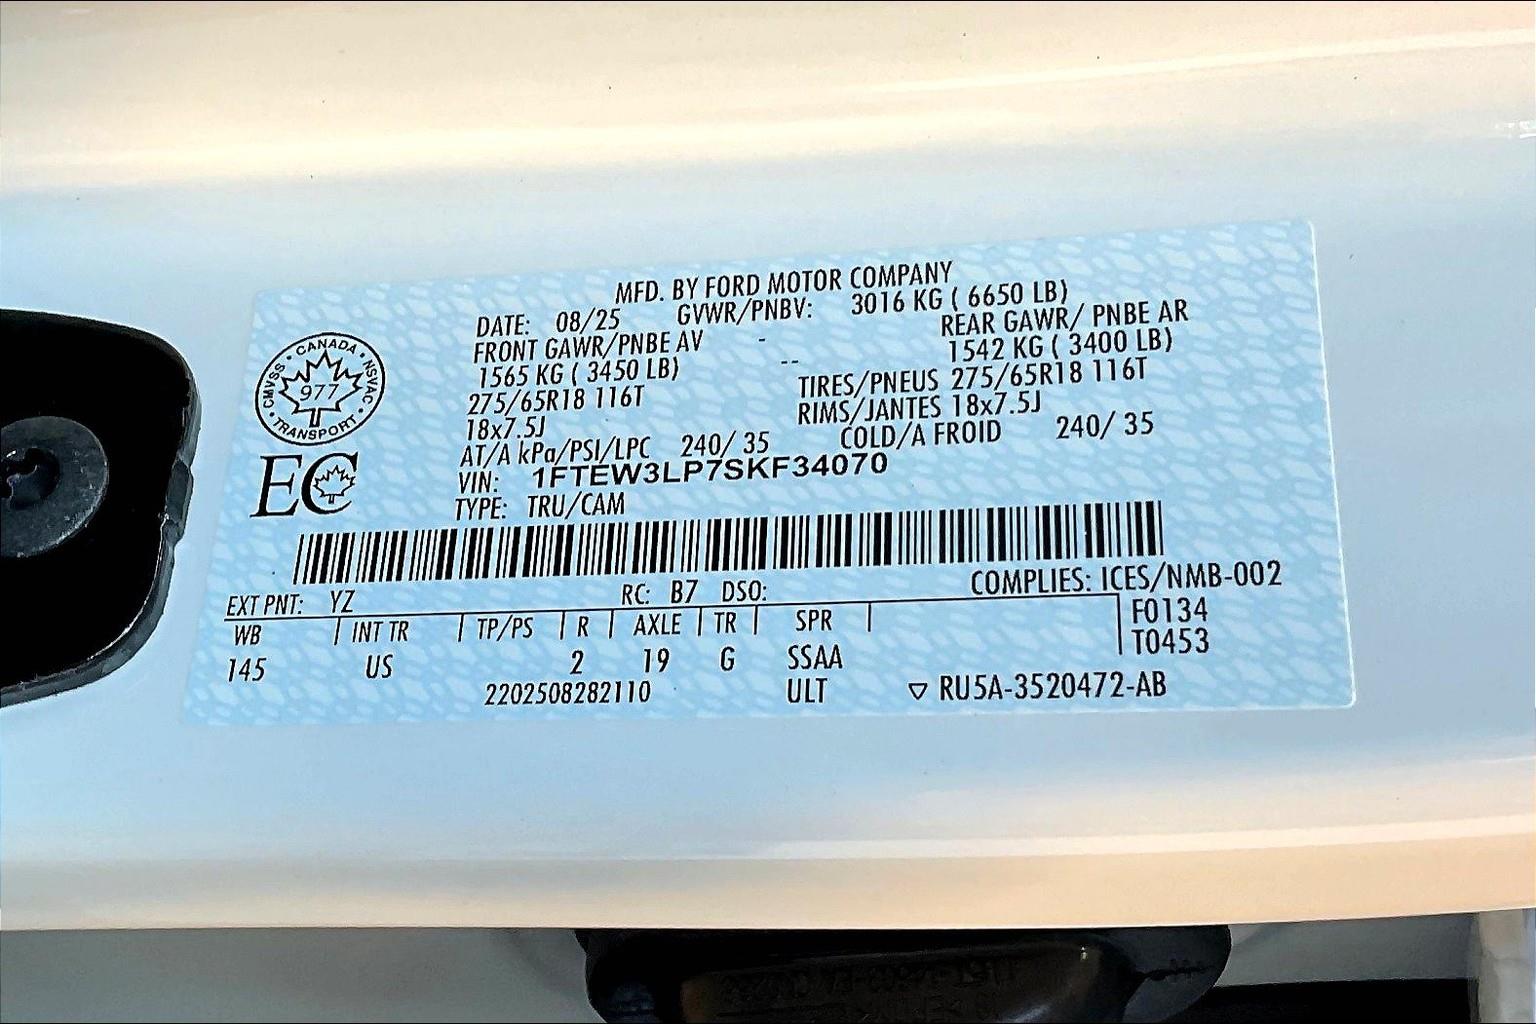 MFD. BY FORD MOTOR COMPANY
DATE: 08/25 GVWR/PNBV: 3016 KG ( 6650 LB)
FRONT GAWR/PNBE AV - REAR GAWR/ PNBE AR
1565 KG ( 3450 LB) -- 1542 KG ( 3400 LB)
275/65R18 116T TIRES/PNEUS 275/65R18 116T
18x7.5J RIMS/JANTES 18x7.5J
AT/A kPa/PSI/LPC 240/ 35 COLD/A FROID 240/ 35
VIN: 1FTEW3LP7SKF34070
TYPE: TRU/CAM
CMVSS • CANADA • NSVAC • TRANSPORT •
977
EC
EXT PNT: YZ RC: B7 DSO: COMPLIES: ICES/NMB-002
WB INT TR TP/PS R AXLE TR SPR F0134
T0453
145 US 2 19 G SSAA
2202508282110 ULT RU5A-3520472-AB